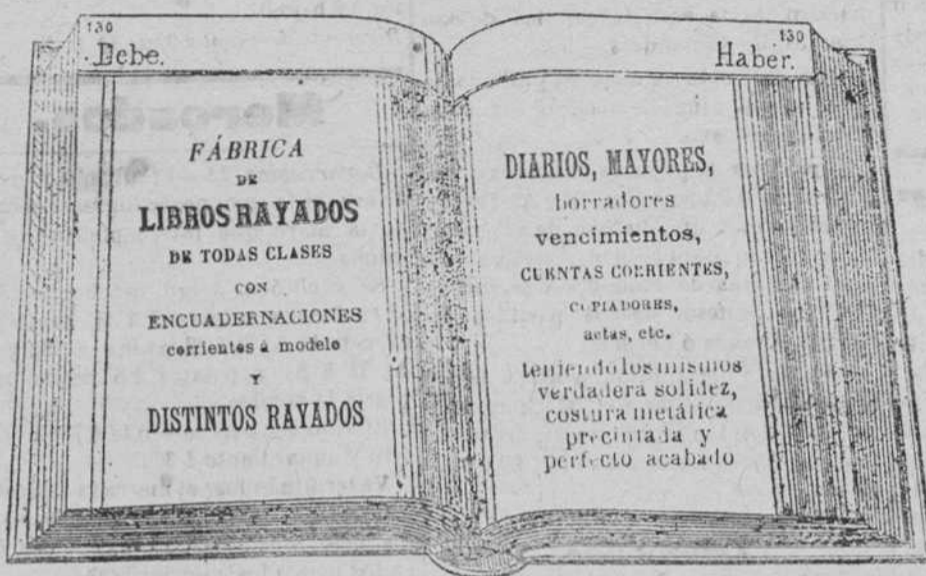 130
Debe.
FÁBRICA
DE
LIBROS RAYADOS
DE TODAS CLASES
CON
ENCUADERNACIONES
corrientes a modelo
Y
DISTINTOS RAYADOS
130
Haber.
DIARIOS, MAYORES,
borradores
vencimientos,
CUENTAS CORRIENTES,
COPIADORES,
actas, etc.
teniendo los mismos
verdadera solidez,
costura metálica
precintada y
perfecto acabado